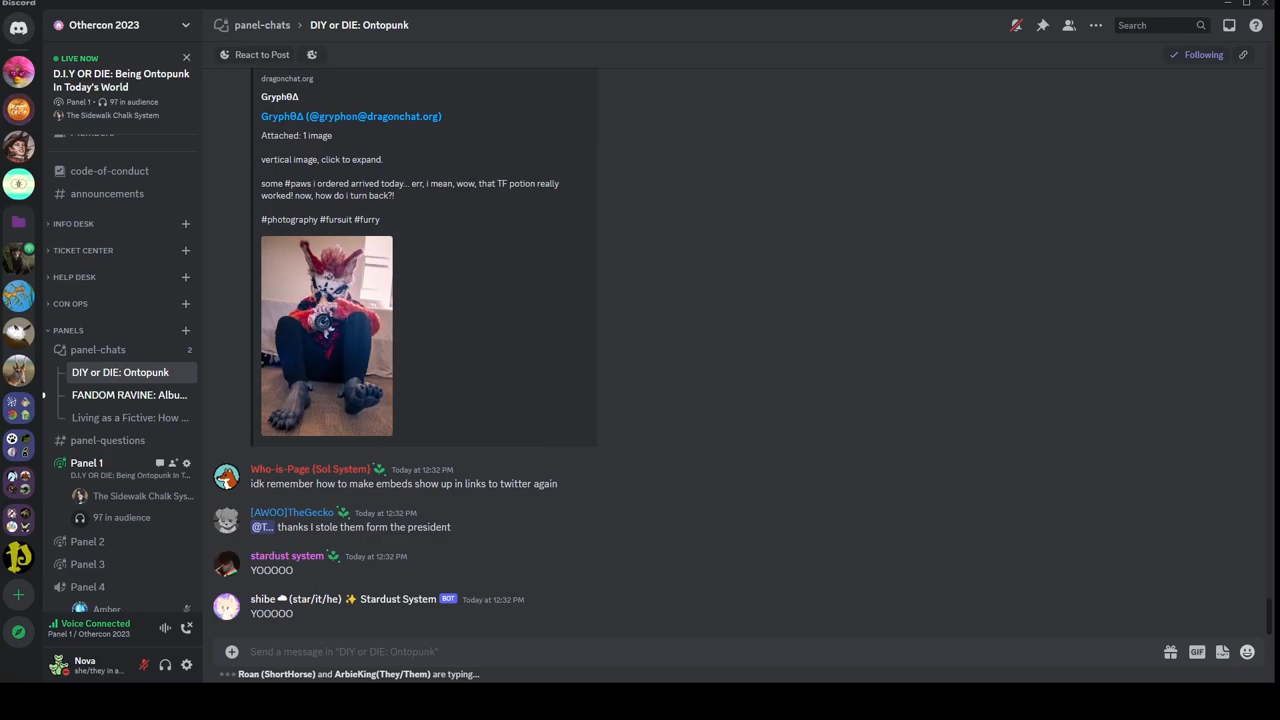 Discord
Othercon 2023
LIVE NOW
D.I.Y OR DIE: Being Ontopunk
In Today's World
Panel 1 • 97 in audience
The Sidewalk Chalk System
code-of-conduct
announcements
INFO DESK
TICKET CENTER
HELP DESK
CON OPS
PANELS
panel-chats 2
DIY or DIE: Ontopunk
FANDOM RAVINE: Albu...
Living as a Fictive: How ...
panel-questions
Panel 1
D.I.Y OR DIE: Being Ontopunk In T...
The Sidewalk Chalk Sys...
97 in audience
Panel 2
Panel 3
Panel 4
Amber
Voice Connected
Panel 1 / Othercon 2023
Nova
she/they in a...
panel-chats › DIY or DIE: Ontopunk
Search
React to Post
Following
dragonchat.org
GryphθΔ
GryphθΔ (@gryphon@dragonchat.org)
Attached: 1 image
vertical image, click to expand.
some #paws i ordered arrived today... err, i mean, wow, that TF potion really
worked! now, how do i turn back?!
#photography #fursuit #furry
Who-is-Page {Sol System} Today at 12:32 PM
idk remember how to make embeds show up in links to twitter again
[AWOO]TheGecko Today at 12:32 PM
@T... thanks I stole them form the president
stardust system Today at 12:32 PM
YOOOOO
shibe ☁ (star/it/he) ✨ Stardust System BOT Today at 12:32 PM
YOOOOO
Send a message in "DIY or DIE: Ontopunk"
GIF
Roan (ShortHorse) and ArbieKing(They/Them) are typing...